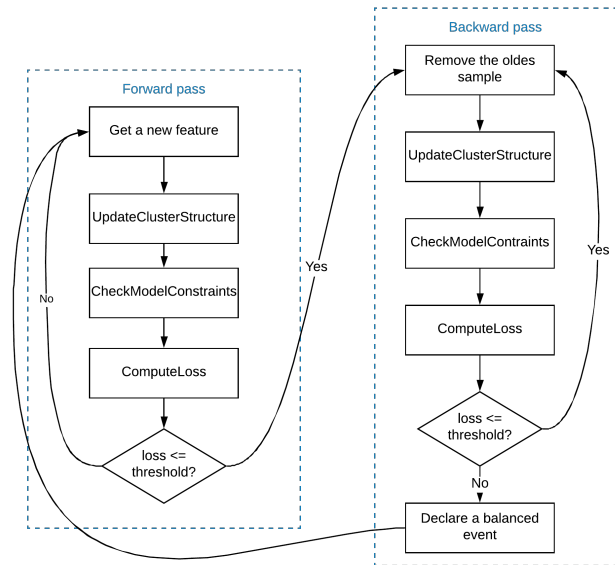 Forward pass
Get a new feature
UpdateClusterStructure
CheckModelConstraints
ComputeLoss
loss <=
threshold?
No
Yes
Backward pass
Remove the oldes
sample
UpdateClusterStructure
CheckModelContraints
ComputeLoss
loss <=
threshold?
Yes
No
Declare a balanced
event